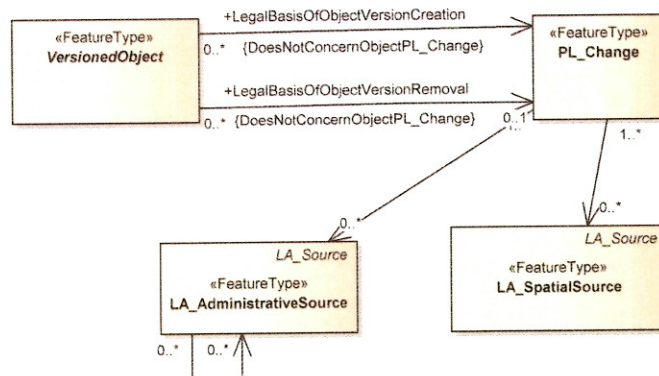 +LegalBasisOfObjectVersionCreation
«FeatureType»
VersionedObject
0..*
{DoesNotConcernObjectPL_Change}
«FeatureType»
PL_Change
+LegalBasisOfObjectVersionRemoval
0..*
{DoesNotConcernObjectPL_Change}
0..1
1..*
0..*
0..*
LA_Source
«FeatureType»
LA_AdministrativeSource
LA_Source
«FeatureType»
LA_SpatialSource
0..*
0..*